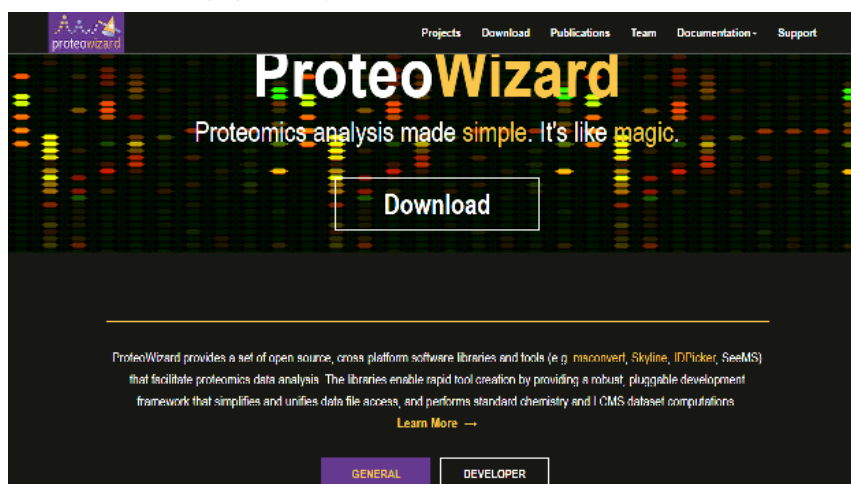 proteowizard
Projects Download Publications Team Documentation Support
ProteoWizard
Proteomics analysis made simple. It's like magic.
Download
ProteoWizard provides a set of open source, cross platform software libraries and tools (e.g. msconvert, Skyline, IDPicker, SeeMS)
that facilitate proteomics data analysis. The libraries enable rapid tool creation by providing a robust, pluggable development
framework that simplifies and unifies data file access, and performs standard chemistry and LCMS dataset computations.
Learn More →
GENERAL DEVELOPER